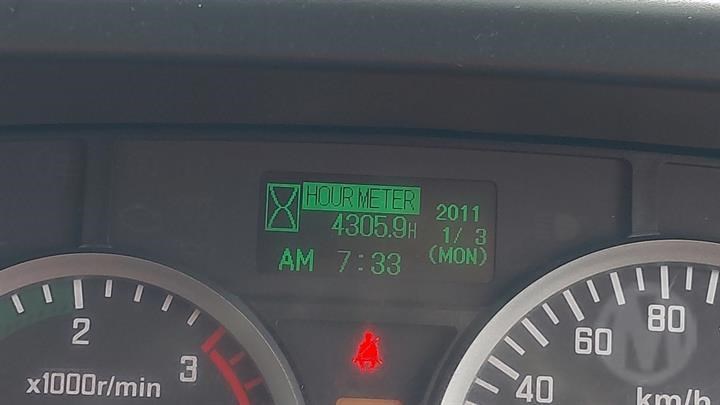 HOUR METER
4305.9H
2011
1/ 3
(MON)
AM 7:33
2
3
x1000r/min
40
60
80
km/h
M